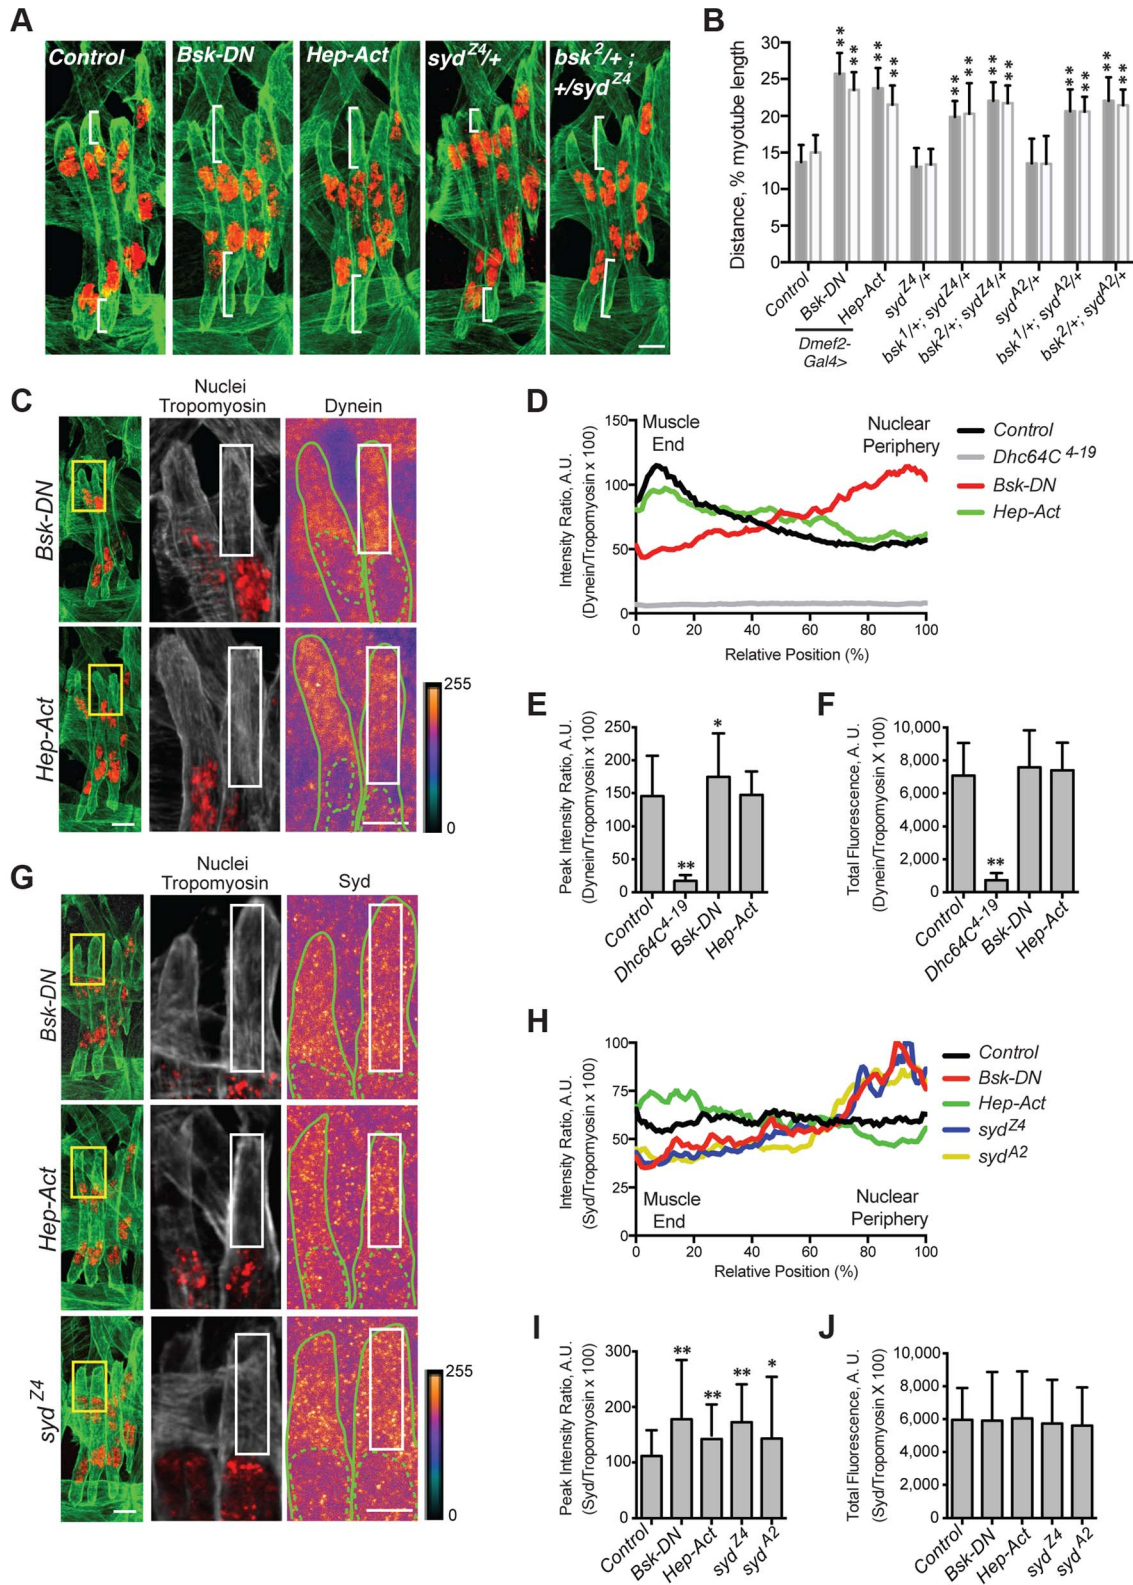 A
Control
Bsk-DN
Hep-Act
syd^Z4/+
bsk^2/+ ;
+/syd^Z4
B
Distance, % myotube length
30
25
20
15
10
5
0
** ** ** ** ** ** ** ** ** ** ** **
Control
Bsk-DN
Hep-Act
syd^Z4/+
bsk^1/+; syd^Z4/+
bsk^2/+; syd^Z4/+
syd^A2/+
bsk^1/+; syd^A2/+
bsk^2/+; syd^A2/+
Dmef2-
Gal4>
C
Nuclei
Tropomyosin
Dynein
Bsk-DN
Hep-Act
255
0
D
Intensity Ratio, A.U.
(Dynein/Tropomyosin x 100)
150
100
50
0
Muscle
End
Nuclear
Periphery
0 20 40 60 80 100
Relative Position (%)
Control
Dhc64C^4-19
Bsk-DN
Hep-Act
E
Peak Intensity Ratio, A.U.
(Dynein/Tropomyosin x 100)
250
200
150
100
50
0
**
*
Control
Dhc64C4-19
Bsk-DN
Hep-Act
F
Total Fluorescence, A. U.
(Dynein/Tropomyosin X 100)
10,000
8,000
6,000
4,000
2,000
0
**
Control
Dhc64C4-19
Bsk-DN
Hep-Act
G
Nuclei
Tropomyosin
Syd
Bsk-DN
Hep-Act
syd^Z4
255
0
H
Intensity Ratio, A.U.
(Syd/Tropomyosin x 100)
100
75
50
25
0
Muscle
End
Nuclear
Periphery
0 20 40 60 80 100
Relative Position (%)
Control
Bsk-DN
Hep-Act
syd^Z4
syd^A2
I
Peak Intensity Ratio, A.U.
(Syd/Tropomyosin x 100)
300
200
100
0
** ** ** *
Control
Bsk-DN
Hep-Act
syd^Z4
syd^A2
J
Total Fluorescence, A. U.
(Syd/Tropomyosin X 100)
10,000
8,000
6,000
4,000
2,000
0
Control
Bsk-DN
Hep-Act
syd^Z4
syd^A2